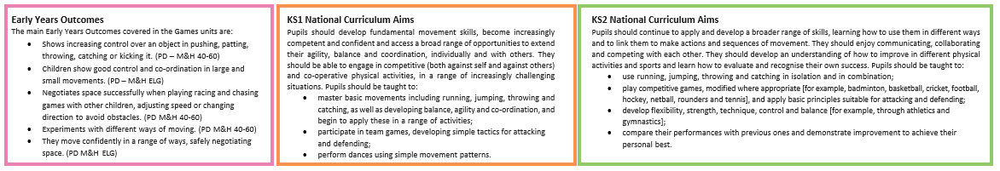 Early Years Outcomes
The main Early Years Outcomes covered in the Games units are:
• Shows increasing control over an object in pushing, patting,
throwing, catching or kicking it. (PD – M&H 40-60)
• Children show good control and co-ordination in large and
small movements. (PD – M&H ELG)
• Negotiates space successfully when playing racing and chasing
games with other children, adjusting speed or changing
direction to avoid obstacles. (PD M&H 40-60)
• Experiments with different ways of moving. (PD M&H 40-60)
• They move confidently in a range of ways, safely negotiating
space. (PD M&H ELG)
KS1 National Curriculum Aims
Pupils should develop fundamental movement skills, become increasingly
competent and confident and access a broad range of opportunities to extend
their agility, balance and coordination, individually and with others. They
should be able to engage in competitive (both against self and against others)
and co-operative physical activities, in a range of increasingly challenging
situations. Pupils should be taught to:
• master basic movements including running, jumping, throwing and
catching, as well as developing balance, agility and co-ordination, and
begin to apply these in a range of activities;
• participate in team games, developing simple tactics for attacking
and defending;
• perform dances using simple movement patterns.
KS2 National Curriculum Aims
Pupils should continue to apply and develop a broader range of skills, learning how to use them in different ways
and to link them to make actions and sequences of movement. They should enjoy communicating, collaborating
and competing with each other. They should develop an understanding of how to improve in different physical
activities and sports and learn how to evaluate and recognise their own success. Pupils should be taught to:
• use running, jumping, throwing and catching in isolation and in combination;
• play competitive games, modified where appropriate [for example, badminton, basketball, cricket, football,
hockey, netball, rounders and tennis], and apply basic principles suitable for attacking and defending;
• develop flexibility, strength, technique, control and balance [for example, through athletics and
gymnastics];
• compare their performances with previous ones and demonstrate improvement to achieve their
personal best.